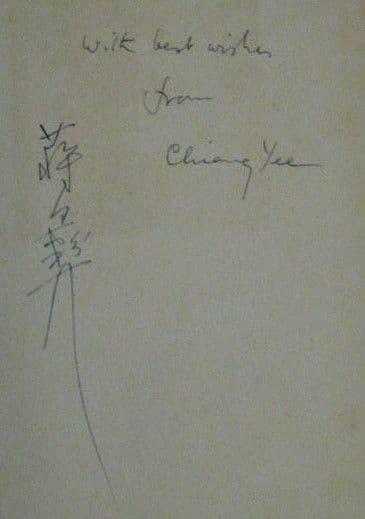 With best wishes
from
Chiang Yee
蔣彝